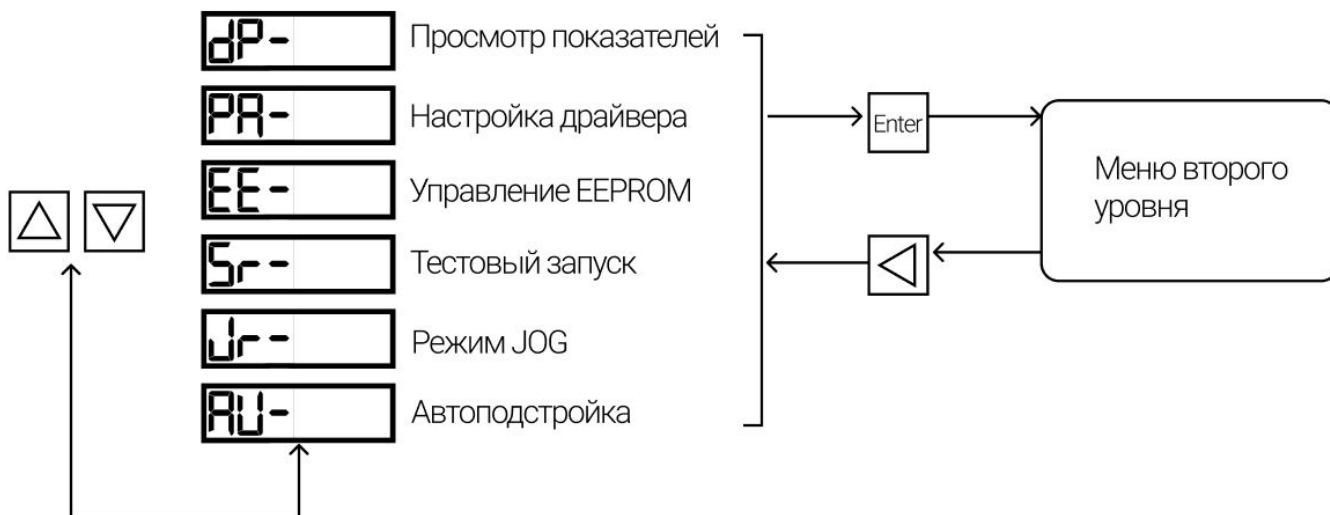 dP- Просмотр показателей
PA- Настройка драйвера
Enter
EE- Управление EEPROM
Меню второго
уровня
Sr- Тестовый запуск
Jr- Режим JOG
AU- Автоподстройка